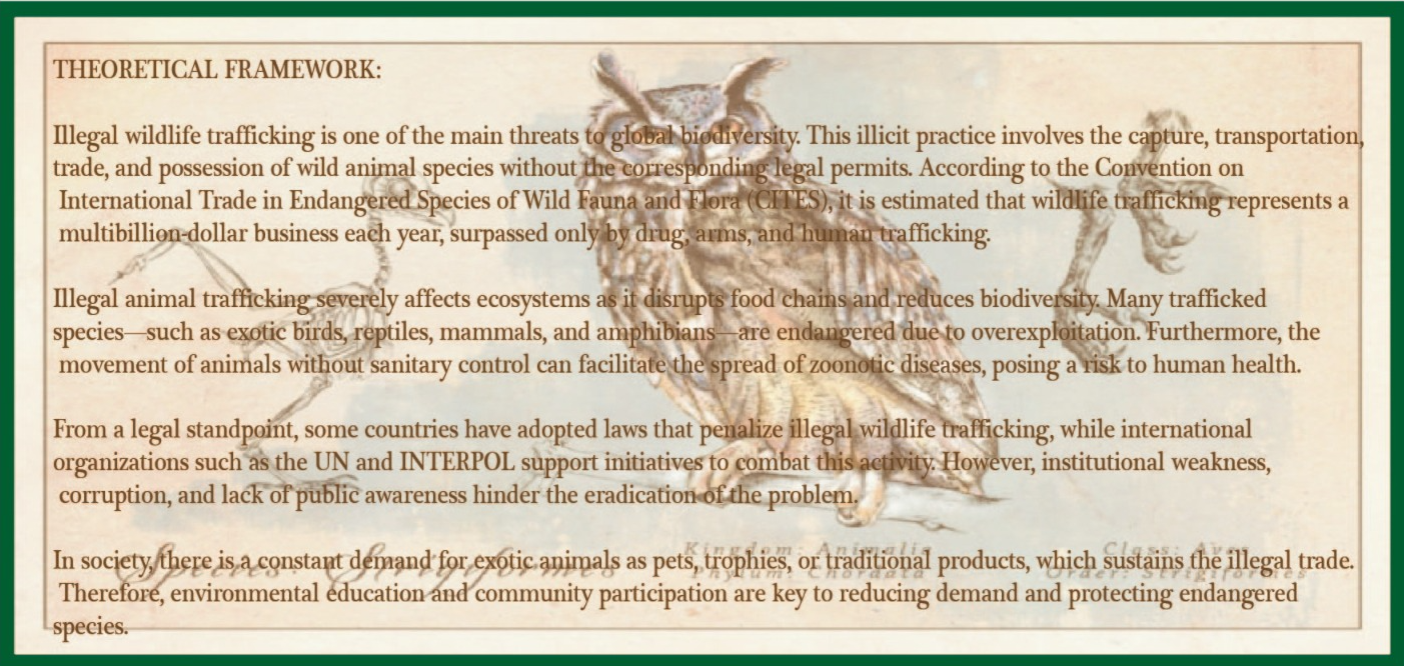 THEORETICAL FRAMEWORK:
Illegal wildlife trafficking is one of the main threats to global biodiversity. This illicit practice involves the capture, transportation,
trade, and possession of wild animal species without the corresponding legal permits. According to the Convention on
International Trade in Endangered Species of Wild Fauna and Flora (CITES), it is estimated that wildlife trafficking represents a
multibillion-dollar business each year, surpassed only by drug, arms, and human trafficking.
Illegal animal trafficking severely affects ecosystems as it disrupts food chains and reduces biodiversity. Many trafficked
species—such as exotic birds, reptiles, mammals, and amphibians—are endangered due to overexploitation. Furthermore, the
movement of animals without sanitary control can facilitate the spread of zoonotic diseases, posing a risk to human health.
From a legal standpoint, some countries have adopted laws that penalize illegal wildlife trafficking, while international
organizations such as the UN and INTERPOL support initiatives to combat this activity. However, institutional weakness,
corruption, and lack of public awareness hinder the eradication of the problem.
Kingdom: Animalia
Class: Aves
In society, there is a constant demand for exotic animals as pets, trophies, or traditional products, which sustains the illegal trade.
Species: Strigiformes
Phylum: Chordata
Order: Strigiformes
Therefore, environmental education and community participation are key to reducing demand and protecting endangered
species.